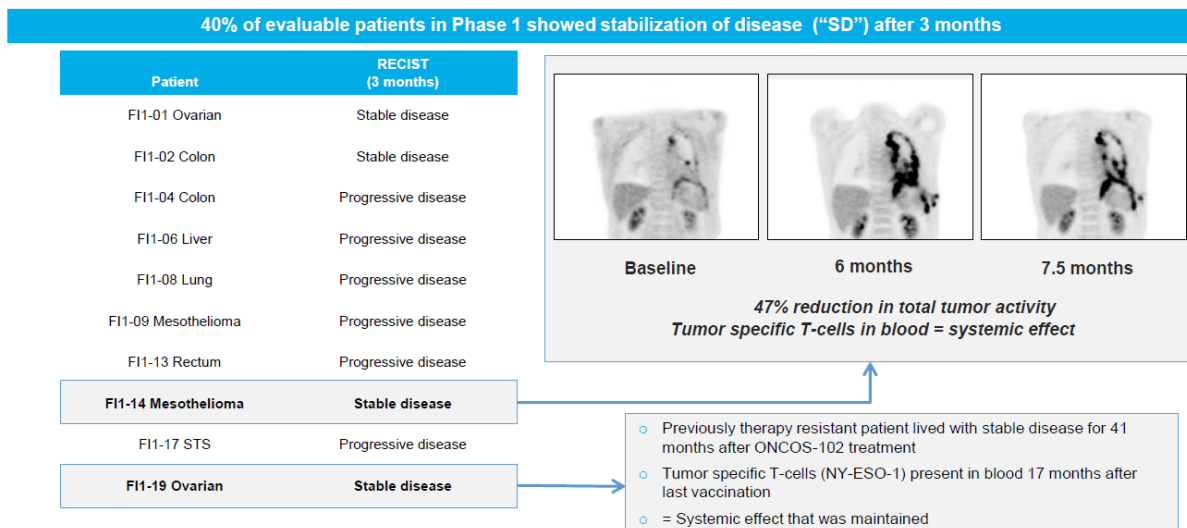 40% of evaluable patients in Phase 1 showed stabilization of disease (“SD”) after 3 months
Patient
RECIST
(3 months)
FI1-01 Ovarian Stable disease
FI1-02 Colon Stable disease
FI1-04 Colon Progressive disease
FI1-06 Liver Progressive disease
FI1-08 Lung Progressive disease
FI1-09 Mesothelioma Progressive disease
FI1-13 Rectum Progressive disease
FI1-14 Mesothelioma Stable disease
FI1-17 STS Progressive disease
FI1-19 Ovarian Stable disease
Baseline 6 months 7.5 months
47% reduction in total tumor activity
Tumor specific T-cells in blood = systemic effect
Previously therapy resistant patient lived with stable disease for 41
months after ONCOS-102 treatment
Tumor specific T-cells (NY-ESO-1) present in blood 17 months after
last vaccination
= Systemic effect that was maintained